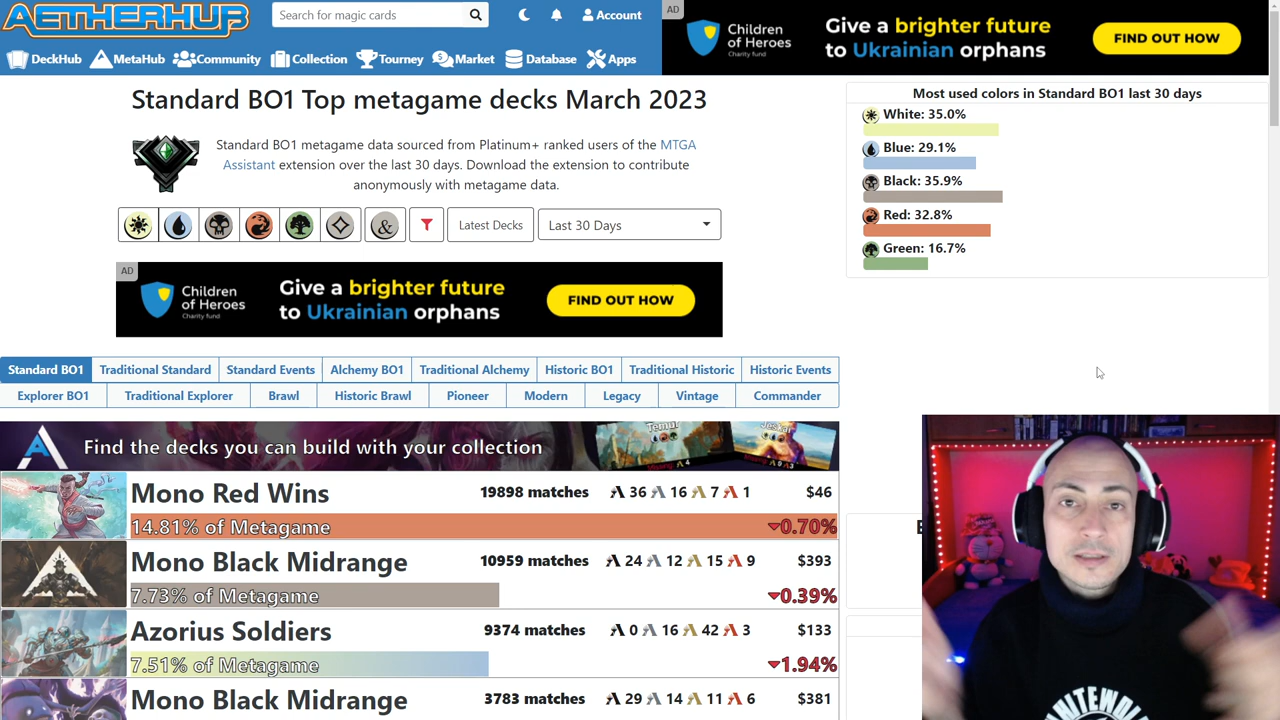 AETHERHUB
Search for magic cards
Account
DeckHub
MetaHub
Community
Collection
Tourney
Market
Database
Apps
AD
Children
of Heroes
Charity fund
Give a brighter future
to Ukrainian orphans
FIND OUT HOW
Standard BO1 Top metagame decks March 2023
Standard BO1 metagame data sourced from Platinum+ ranked users of the MTGA
Assistant extension over the last 30 days. Download the extension to contribute
anonymously with metagame data.
&
Latest Decks
Last 30 Days
Most used colors in Standard BO1 last 30 days
White: 35.0%
Blue: 29.1%
Black: 35.9%
Red: 32.8%
Green: 16.7%
AD
Children
of Heroes
Charity fund
Give a brighter future
to Ukrainian orphans
FIND OUT HOW
Standard BO1
Traditional Standard
Standard Events
Alchemy BO1
Traditional Alchemy
Historic BO1
Traditional Historic
Historic Events
Explorer BO1
Traditional Explorer
Brawl
Historic Brawl
Pioneer
Modern
Legacy
Vintage
Commander
Find the decks you can build with your collection
Temur
Jeskai
Mono Red Wins
19898 matches
36 16 7 1
$46
14.81% of Metagame
0.70%
Mono Black Midrange
10959 matches
24 12 15 9
$393
7.73% of Metagame
0.39%
Azorius Soldiers
9374 matches
0 16 42 3
$133
7.51% of Metagame
1.94%
Mono Black Midrange
3783 matches
29 14 11 6
$381